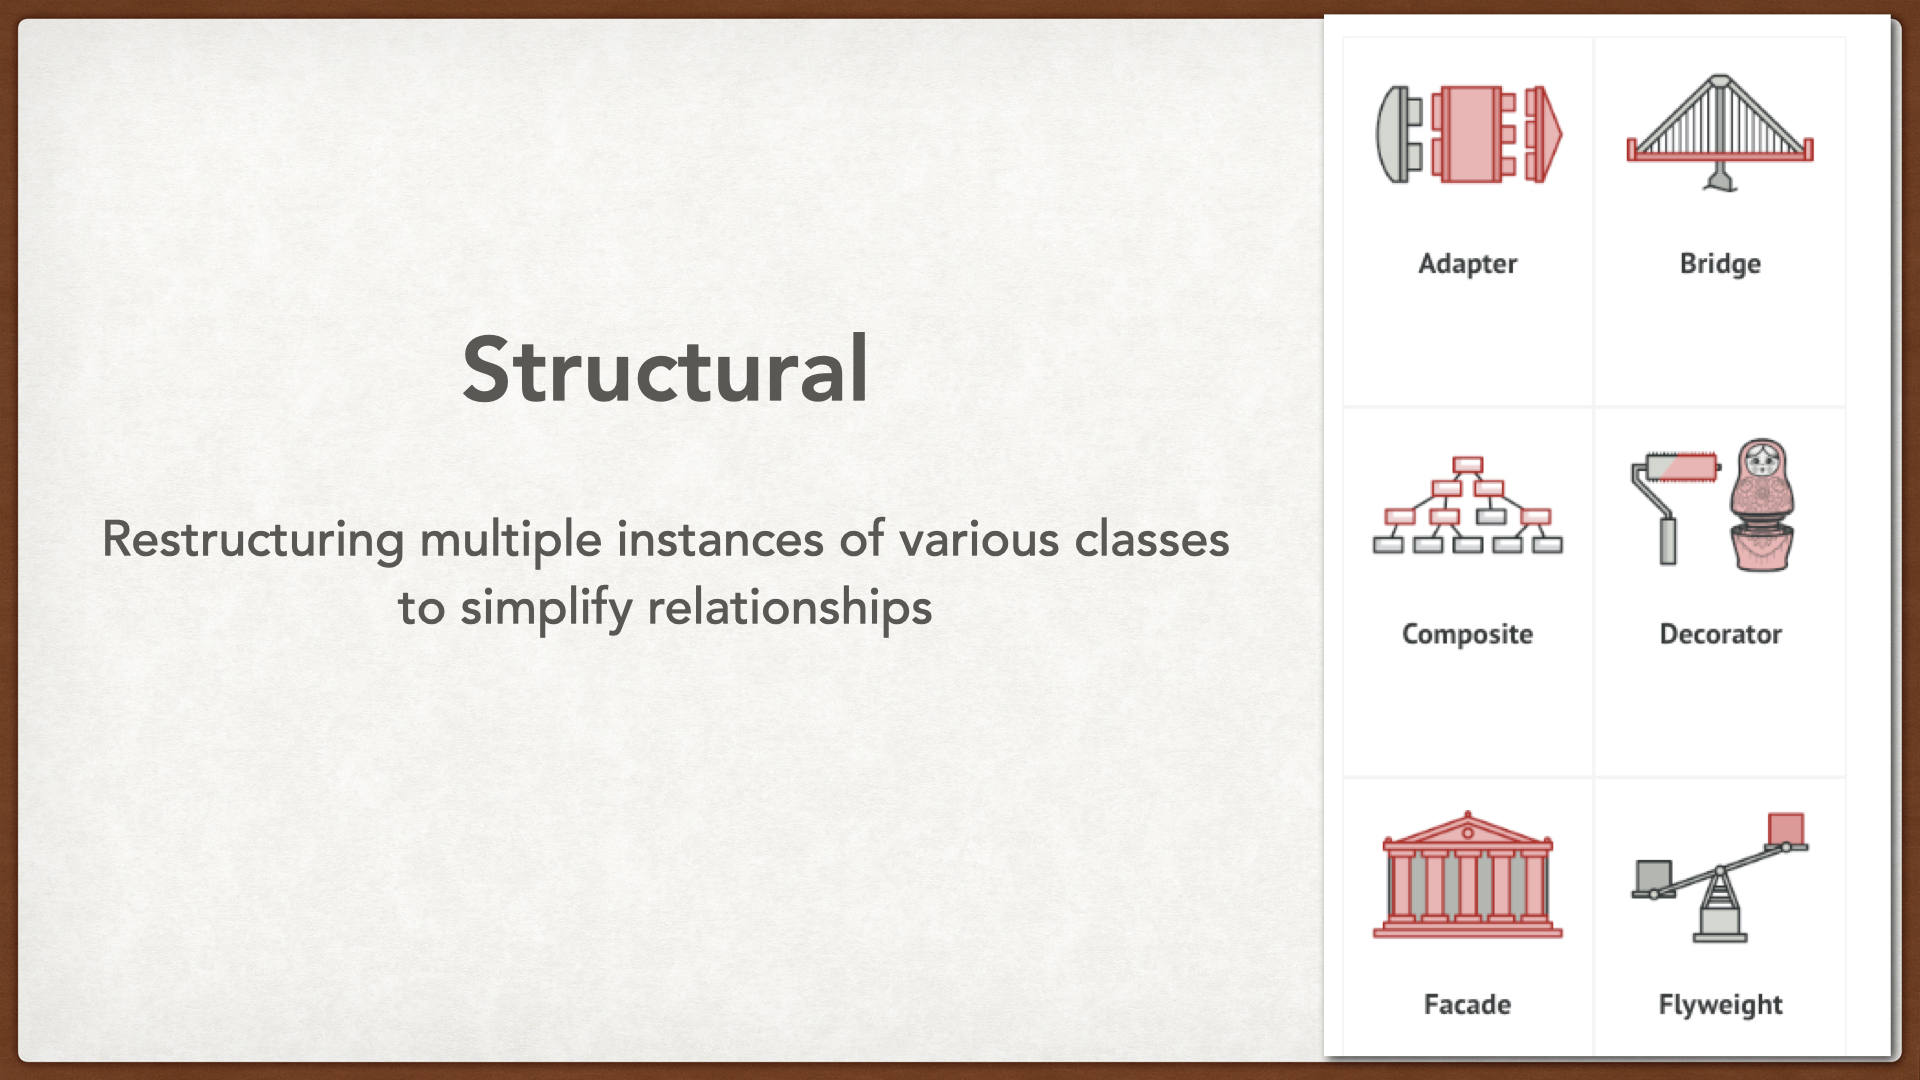 Structural
Restructuring multiple instances of various classes
to simplify relationships
Adapter
Bridge
Composite
Decorator
Facade
Flyweight